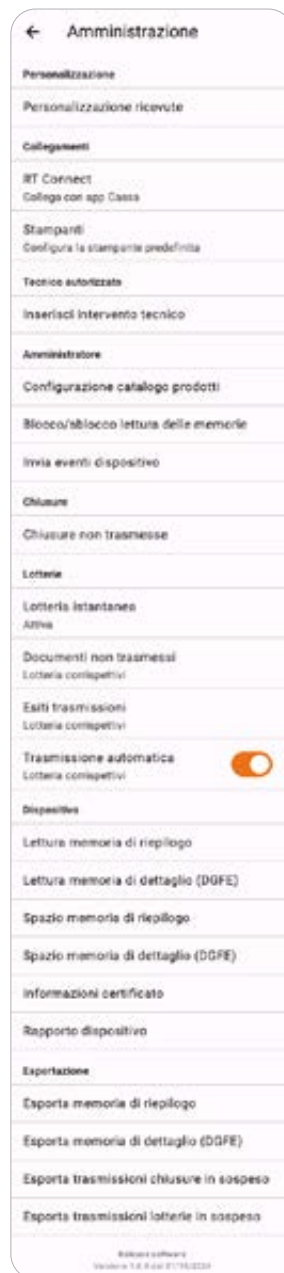 Amministrazione
Personalizzazione
Personalizzazione ricevute
Collegamenti
RT Connect
Collega con app Cassa
Stampanti
Configura la stampante predefinita
Tecnico autorizzato
Inserisci intervento tecnico
Amministratore
Configurazione catalogo prodotti
Blocco/sblocco lettura delle memorie
Invia eventi dispositivo
Chiusure
Chiusure non trasmesse
Lotterie
Lotteria istantanea
Attiva
Documenti non trasmessi
Lotteria corrispettivi
Esiti trasmissioni
Lotteria corrispettivi
Trasmissione automatica
Lotteria corrispettivi
Dispositivo
Lettura memoria di riepilogo
Lettura memoria di dettaglio (DGFE)
Spazio memoria di riepilogo
Spazio memoria di dettaglio (DGFE)
Informazioni certificato
Rapporto dispositivo
Esportazione
Esporta memoria di riepilogo
Esporta memoria di dettaglio (DGFE)
Esporta trasmissioni chiusure in sospeso
Esporta trasmissioni lotterie in sospeso
Release software